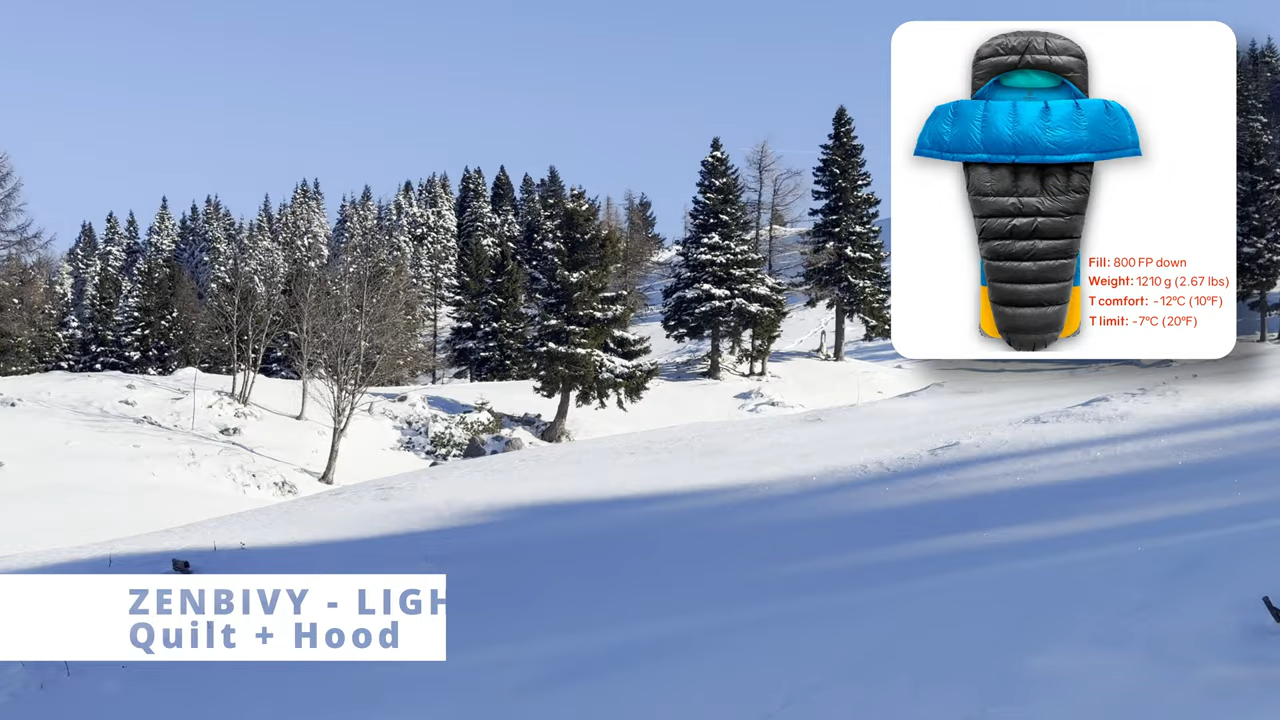 Fill: 800 FP down
Weight: 1210 g (2.67 lbs)
T comfort: -12ºC (10ºF)
T limit: -7ºC (20ºF)
ZENBIVY - LIGH
Quilt + Hood